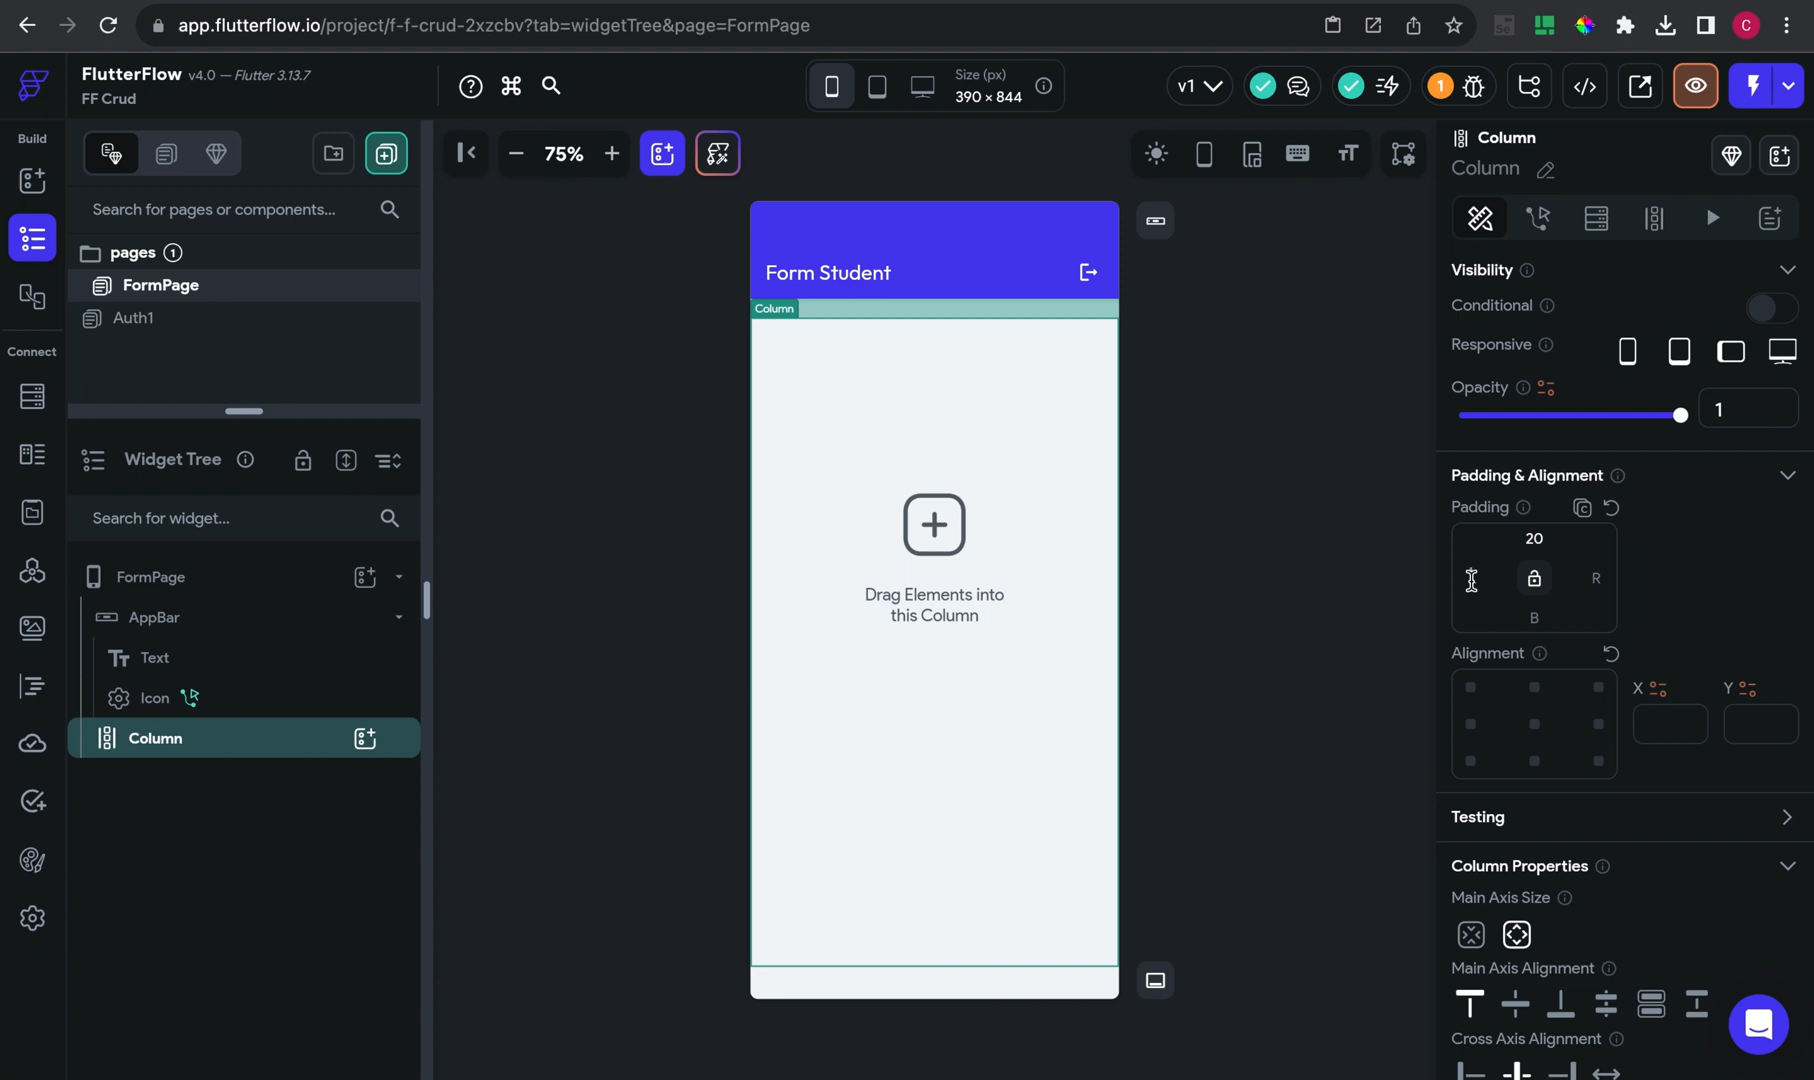 app.flutterflow.io/project/f-f-crud-2xzcbv?tab=widgetTree&page=FormPage
C
FlutterFlow v4.0 — Flutter 3.13.7
FF Crud
Size (px)
390 × 844
v1
1
Build
Search for pages or components...
pages 1
FormPage
Auth1
Connect
Widget Tree
Search for widget...
FormPage
AppBar
Text
Icon
Column
75%
Form Student
Column
Drag Elements into
this Column
Column
Column
Visibility
Conditional
Responsive
Opacity
1
Padding & Alignment
Padding
20
R
B
Alignment
X
Y
Testing
Column Properties
Main Axis Size
Main Axis Alignment
Cross Axis Alignment